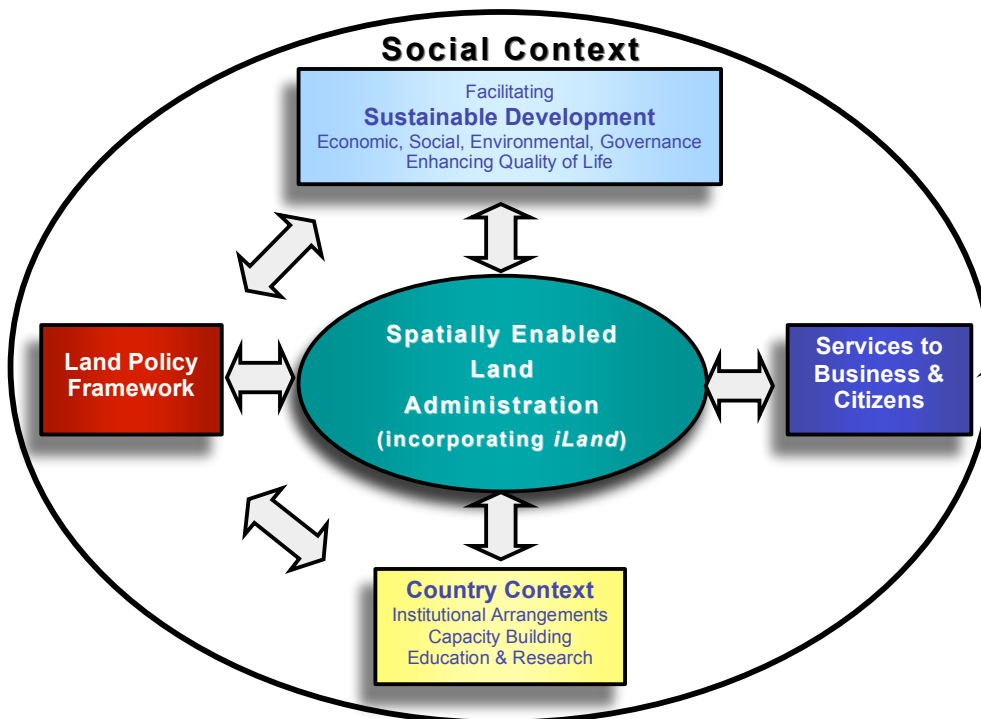 Social Context
Facilitating
Sustainable Development
Economic, Social, Environmental, Governance
Enhancing Quality of Life
Land Policy
Framework
Spatially Enabled
Land
Administration
(incorporating iLand)
Services to
Business &
Citizens
Country Context
Institutional Arrangements
Capacity Building
Education & Research